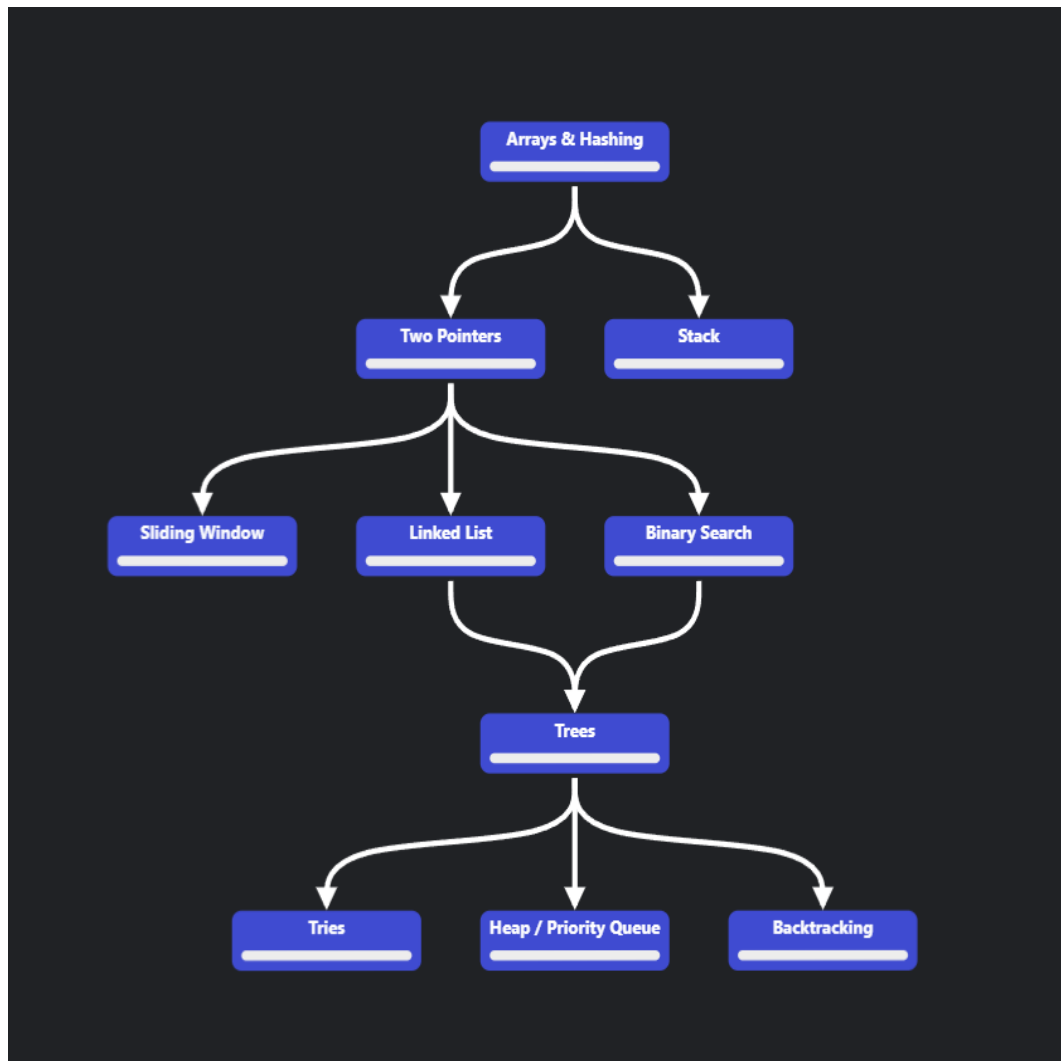 Arrays & Hashing
Two Pointers
Stack
Sliding Window
Linked List
Binary Search
Trees
Tries
Heap / Priority Queue
Backtracking